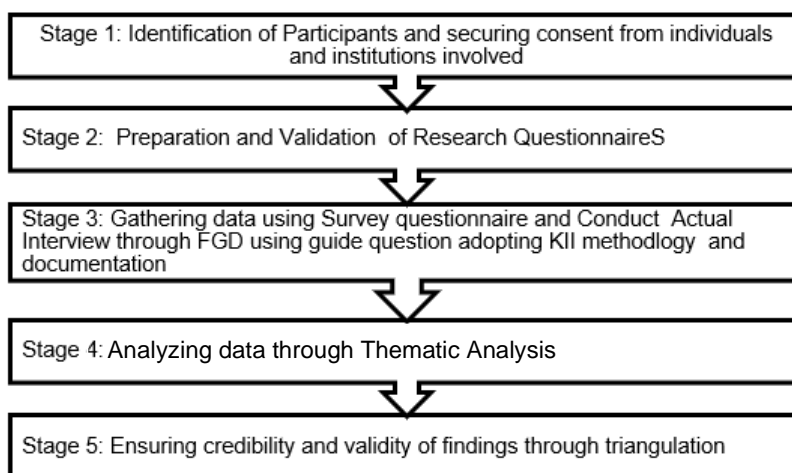 Stage 1: Identification of Participants and securing consent from individuals
and institutions involved
Stage 2:  Preparation and Validation  of Research QuestionnaireS
Stage 3: Gathering data using Survey questionnaire and Conduct  Actual
Interview through FGD using guide question adopting KII methodlogy  and
documentation
Stage 4: Analyzing data through Thematic Analysis
Stage 5: Ensuring credibility and validity of findings through triangulation